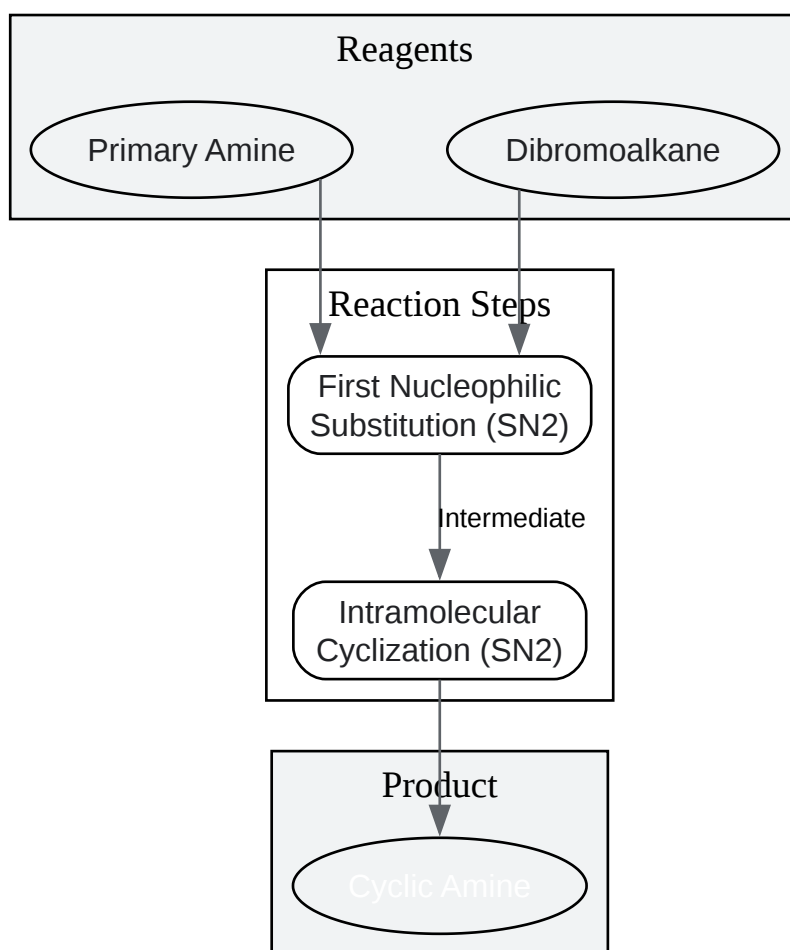 Reagents
Primary Amine
Dibromoalkane
Reaction Steps
First Nucleophilic
Substitution (SN2)
Intermediate
Intramolecular
Cyclization (SN2)
Product
Cyclic Amine